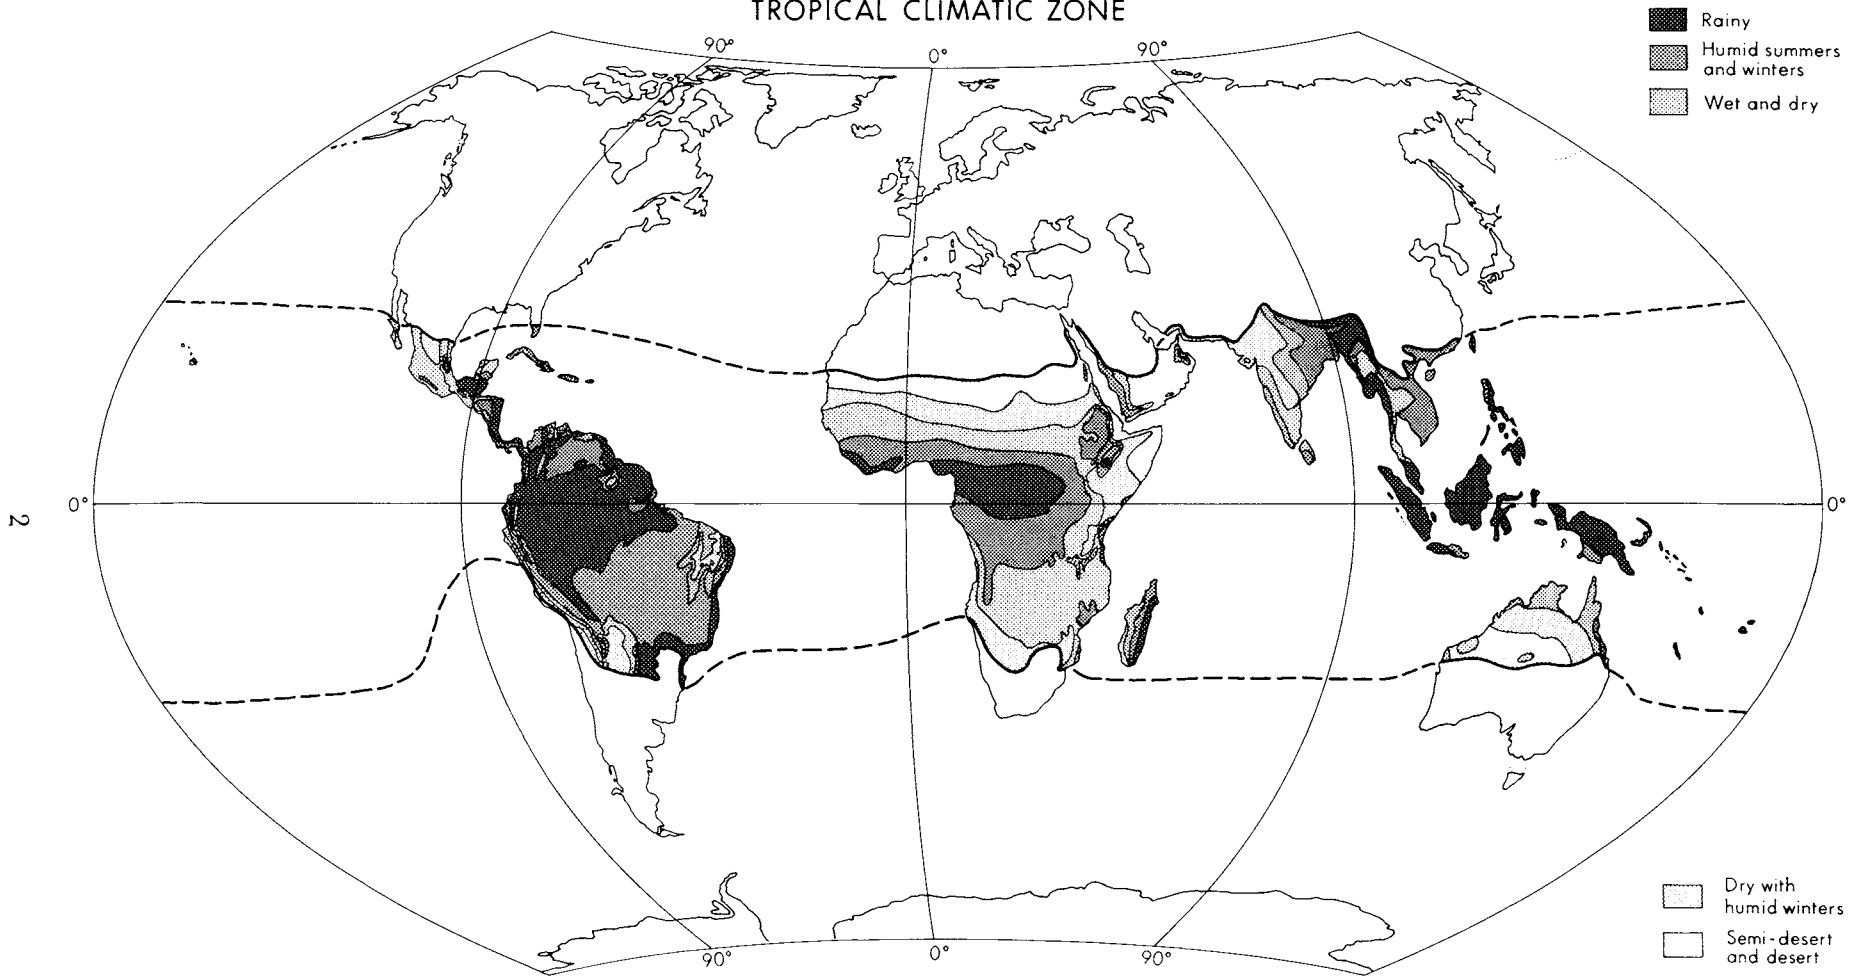 TROPICAL CLIMATIC ZONE
Rainy
Humid summers
and winters
Wet and dry
90°
0°
90°
0°
0°
2
90°
0°
90°
Dry with
humid winters
Semi-desert
and desert